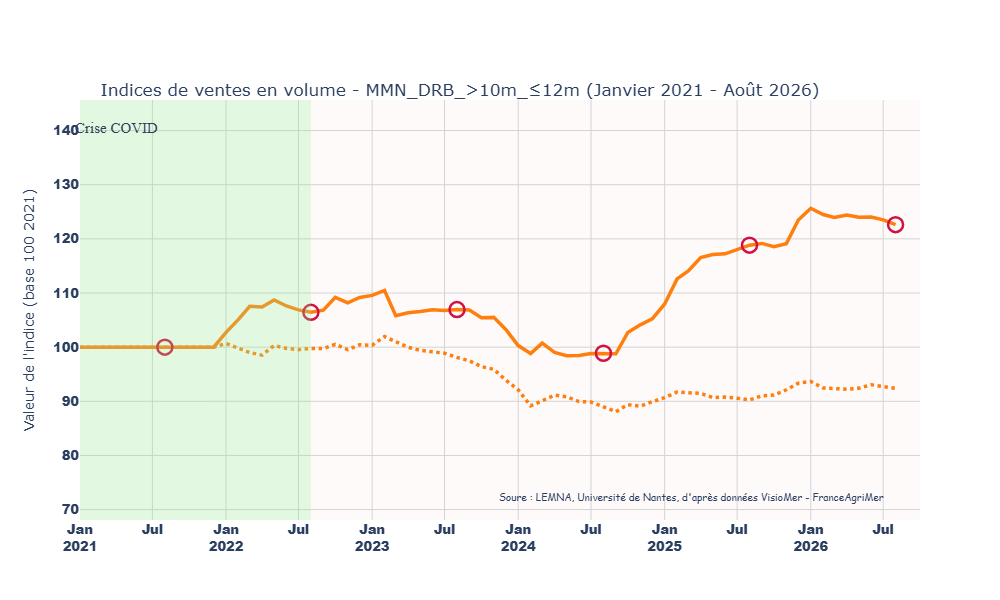 Indices de ventes en volume - MMN_DRB_>10m_≤12m (Janvier 2021 - Août 2026)
Crise COVID
Valeur de l'indice (base 100 2021)
140
130
120
110
100
90
80
70
Soure : LEMNA, Université de Nantes, d'après données VisioMer - FranceAgriMer
Jan Jul Jan Jul Jan Jul Jan Jul Jan Jul Jan Jul
2021 2022 2023 2024 2025 2026